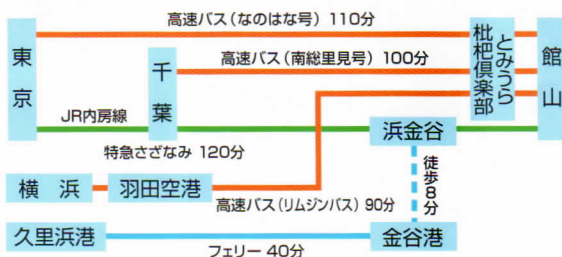 高速バス(なのはな号) 110分
東京
千葉
高速バス(南総里見号) 100分
とみうら
枇杷倶楽部
館山
JR内房線
浜金谷
特急さざなみ 120分
徒歩8分
横浜
羽田空港
高速バス(リムジンバス) 90分
久里浜港
フェリー 40分
金谷港